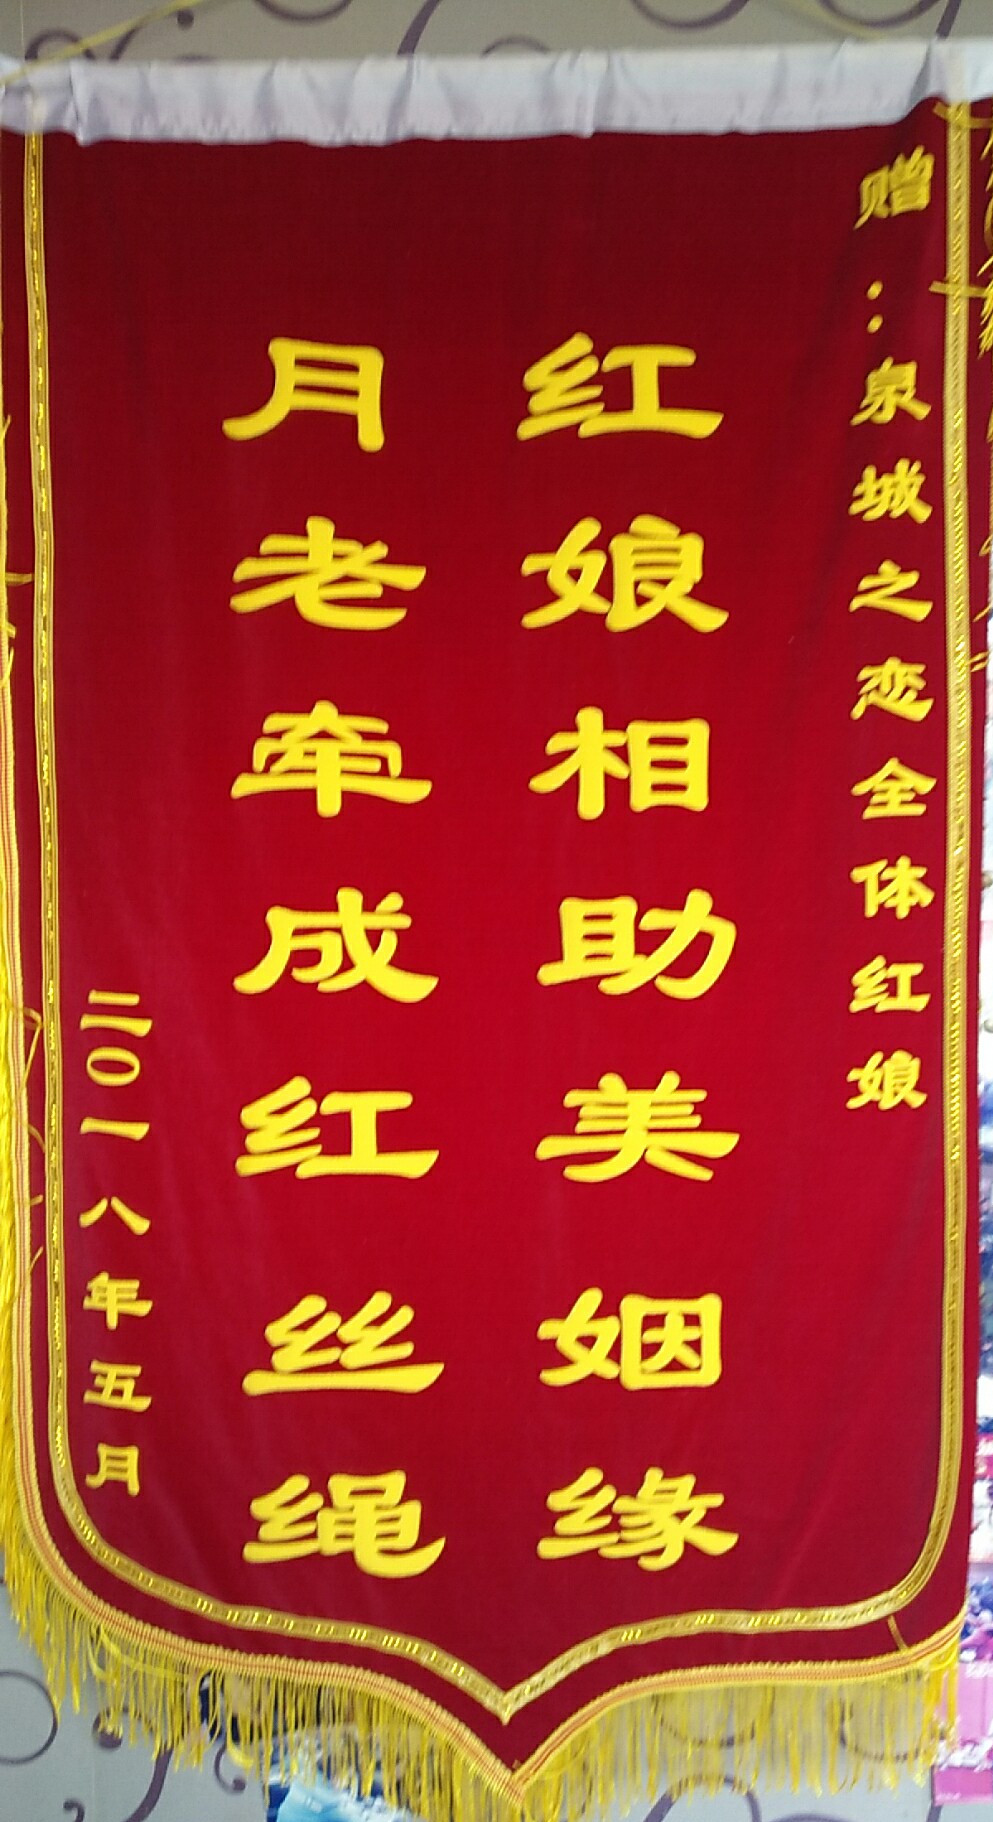 赠：泉城之恋全体红娘
红娘相助美姻缘
月老牵成红丝绳
二〇一八年五月